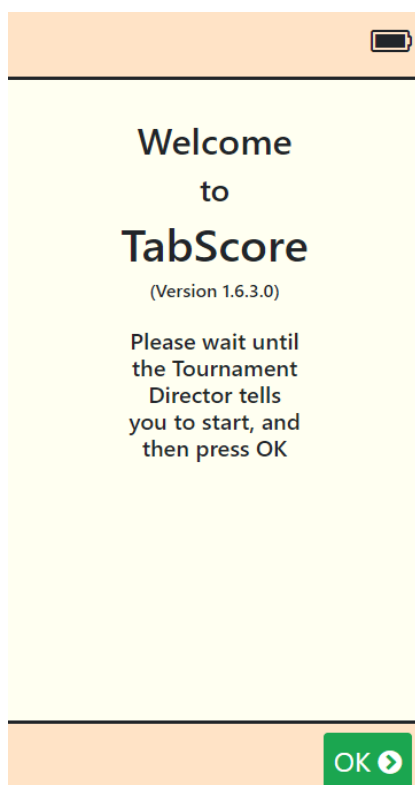 Welcome
to
TabScore
(Version 1.6.3.0)
Please wait until
the Tournament
Director tells
you to start, and
then press OK
OK